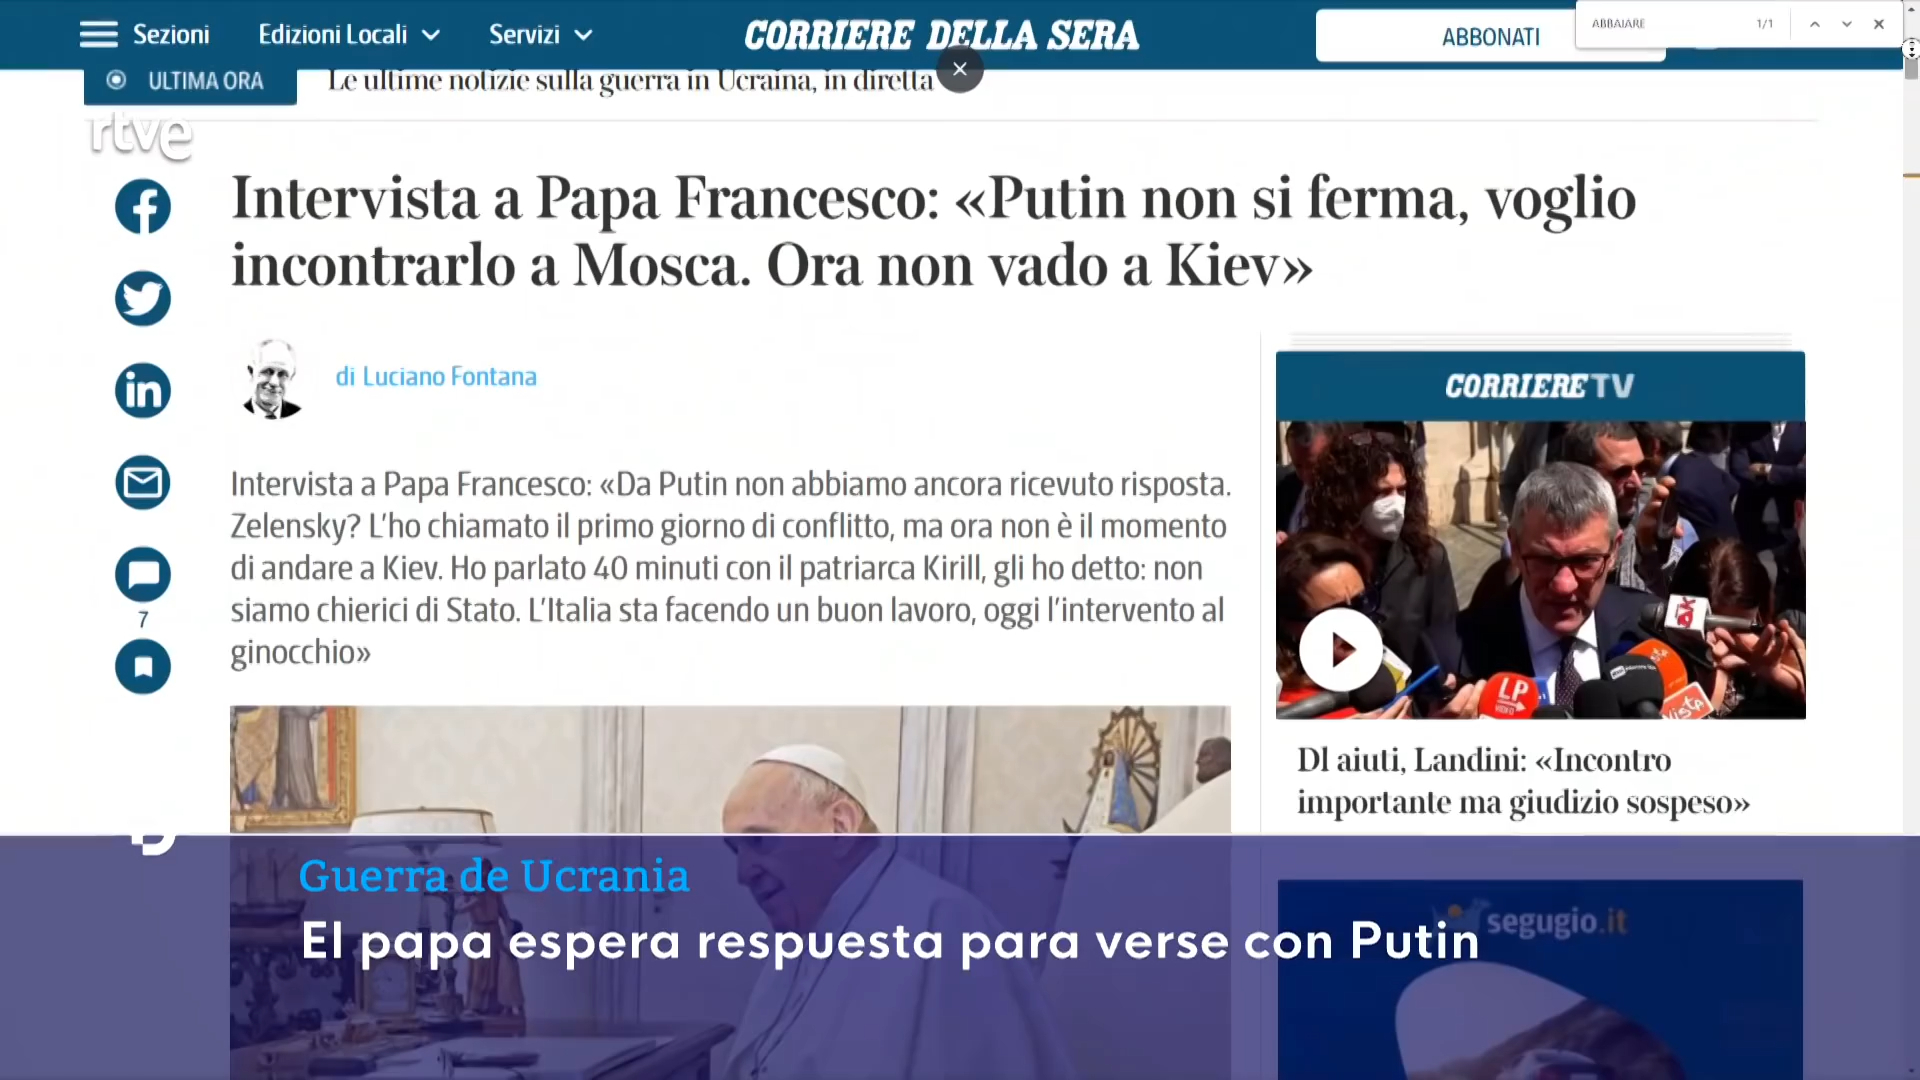 Sezioni
Edizioni Locali
Servizi
CORRIERE DELLA SERA
ABBONATI
ABBAIARE
1/1
ULTIMA ORA
Le ultime notizie sulla guerra in Ucraina, in diretta
rtve
Intervista a Papa Francesco: «Putin non si ferma, voglio
incontrarlo a Mosca. Ora non vado a Kiev»
di Luciano Fontana
Intervista a Papa Francesco: «Da Putin non abbiamo ancora ricevuto risposta.
Zelensky? L'ho chiamato il primo giorno di conflitto, ma ora non è il momento
di andare a Kiev. Ho parlato 40 minuti con il patriarca Kirill, gli ho detto: non
siamo chierici di Stato. L'Italia sta facendo un buon lavoro, oggi l'intervento al
ginocchio»
7
CORRIERE TV
LP
VIDEO
vista
Dl aiuti, Landini: «Incontro
importante ma giudizio sospeso»
segugio.it
Guerra de Ucrania
El papa espera respuesta para verse con Putin